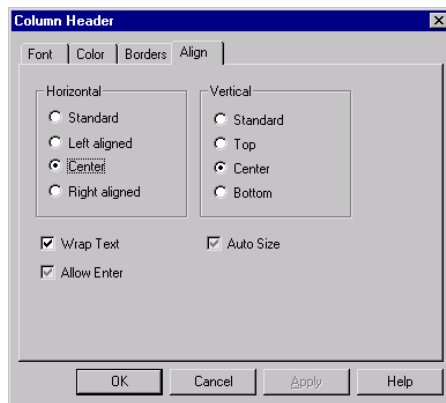 Column Header
Font Color Borders Align
Horizontal Vertical
Standard Standard
Left aligned Top
Center Center
Right aligned Bottom
Wrap Text Auto Size
Allow Enter
OK Cancel Apply Help